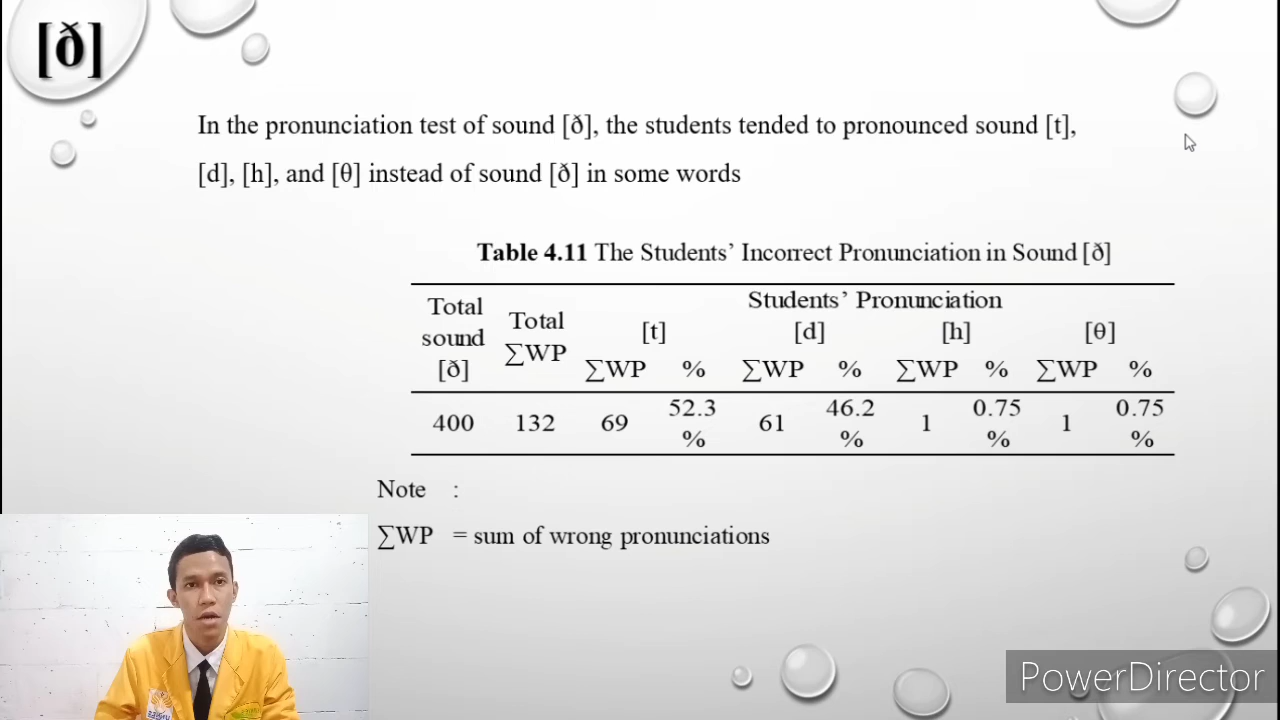 [ð]
In the pronunciation test of sound [ð], the students tended to pronounced sound [t],
[d], [h], and [θ] instead of sound [ð] in some words
Table 4.11 The Students’ Incorrect Pronunciation in Sound [ð]
Total sound [ð] Total ∑WP Students’ Pronunciation
[t] [d] [h] [θ]
∑WP % ∑WP % ∑WP % ∑WP %
400 132 69 52.3 % 61 46.2 % 1 0.75 % 1 0.75 %
Note :
∑WP = sum of wrong pronunciations
PowerDirector